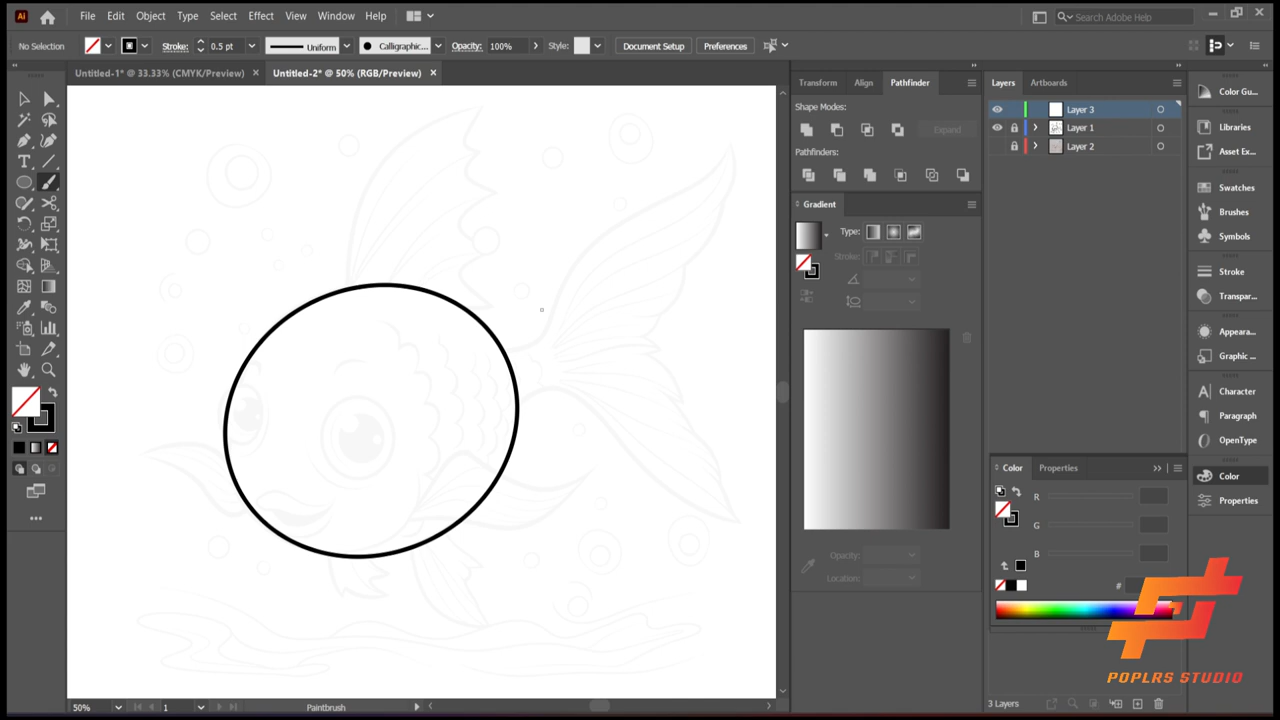 Ai File Edit Object Type Select Effect View Window Help Search Adobe Help
No Selection Stroke: 0.5 pt Uniform Calligraphic... Opacity: 100% Style: Document Setup Preferences
Untitled-1* @ 33.33% (CMYK/Preview) × Untitled-2* @ 50% (RGB/Preview) ×
Transform Align Pathfinder
Shape Modes:
Expand
Pathfinders:
Gradient
Type:
Stroke:
Opacity:
Location:
Layers Artboards
Layer 3
Layer 1
Layer 2
3 Layers
Color Properties
R
G
B
#
Color Gu...
Libraries
Asset Ex...
Swatches
Brushes
Symbols
Stroke
Transpar...
Appeara...
Graphic ...
Character
Paragraph
OpenType
Color
Properties
POPLRS STUDIO
50% 1 Paintbrush